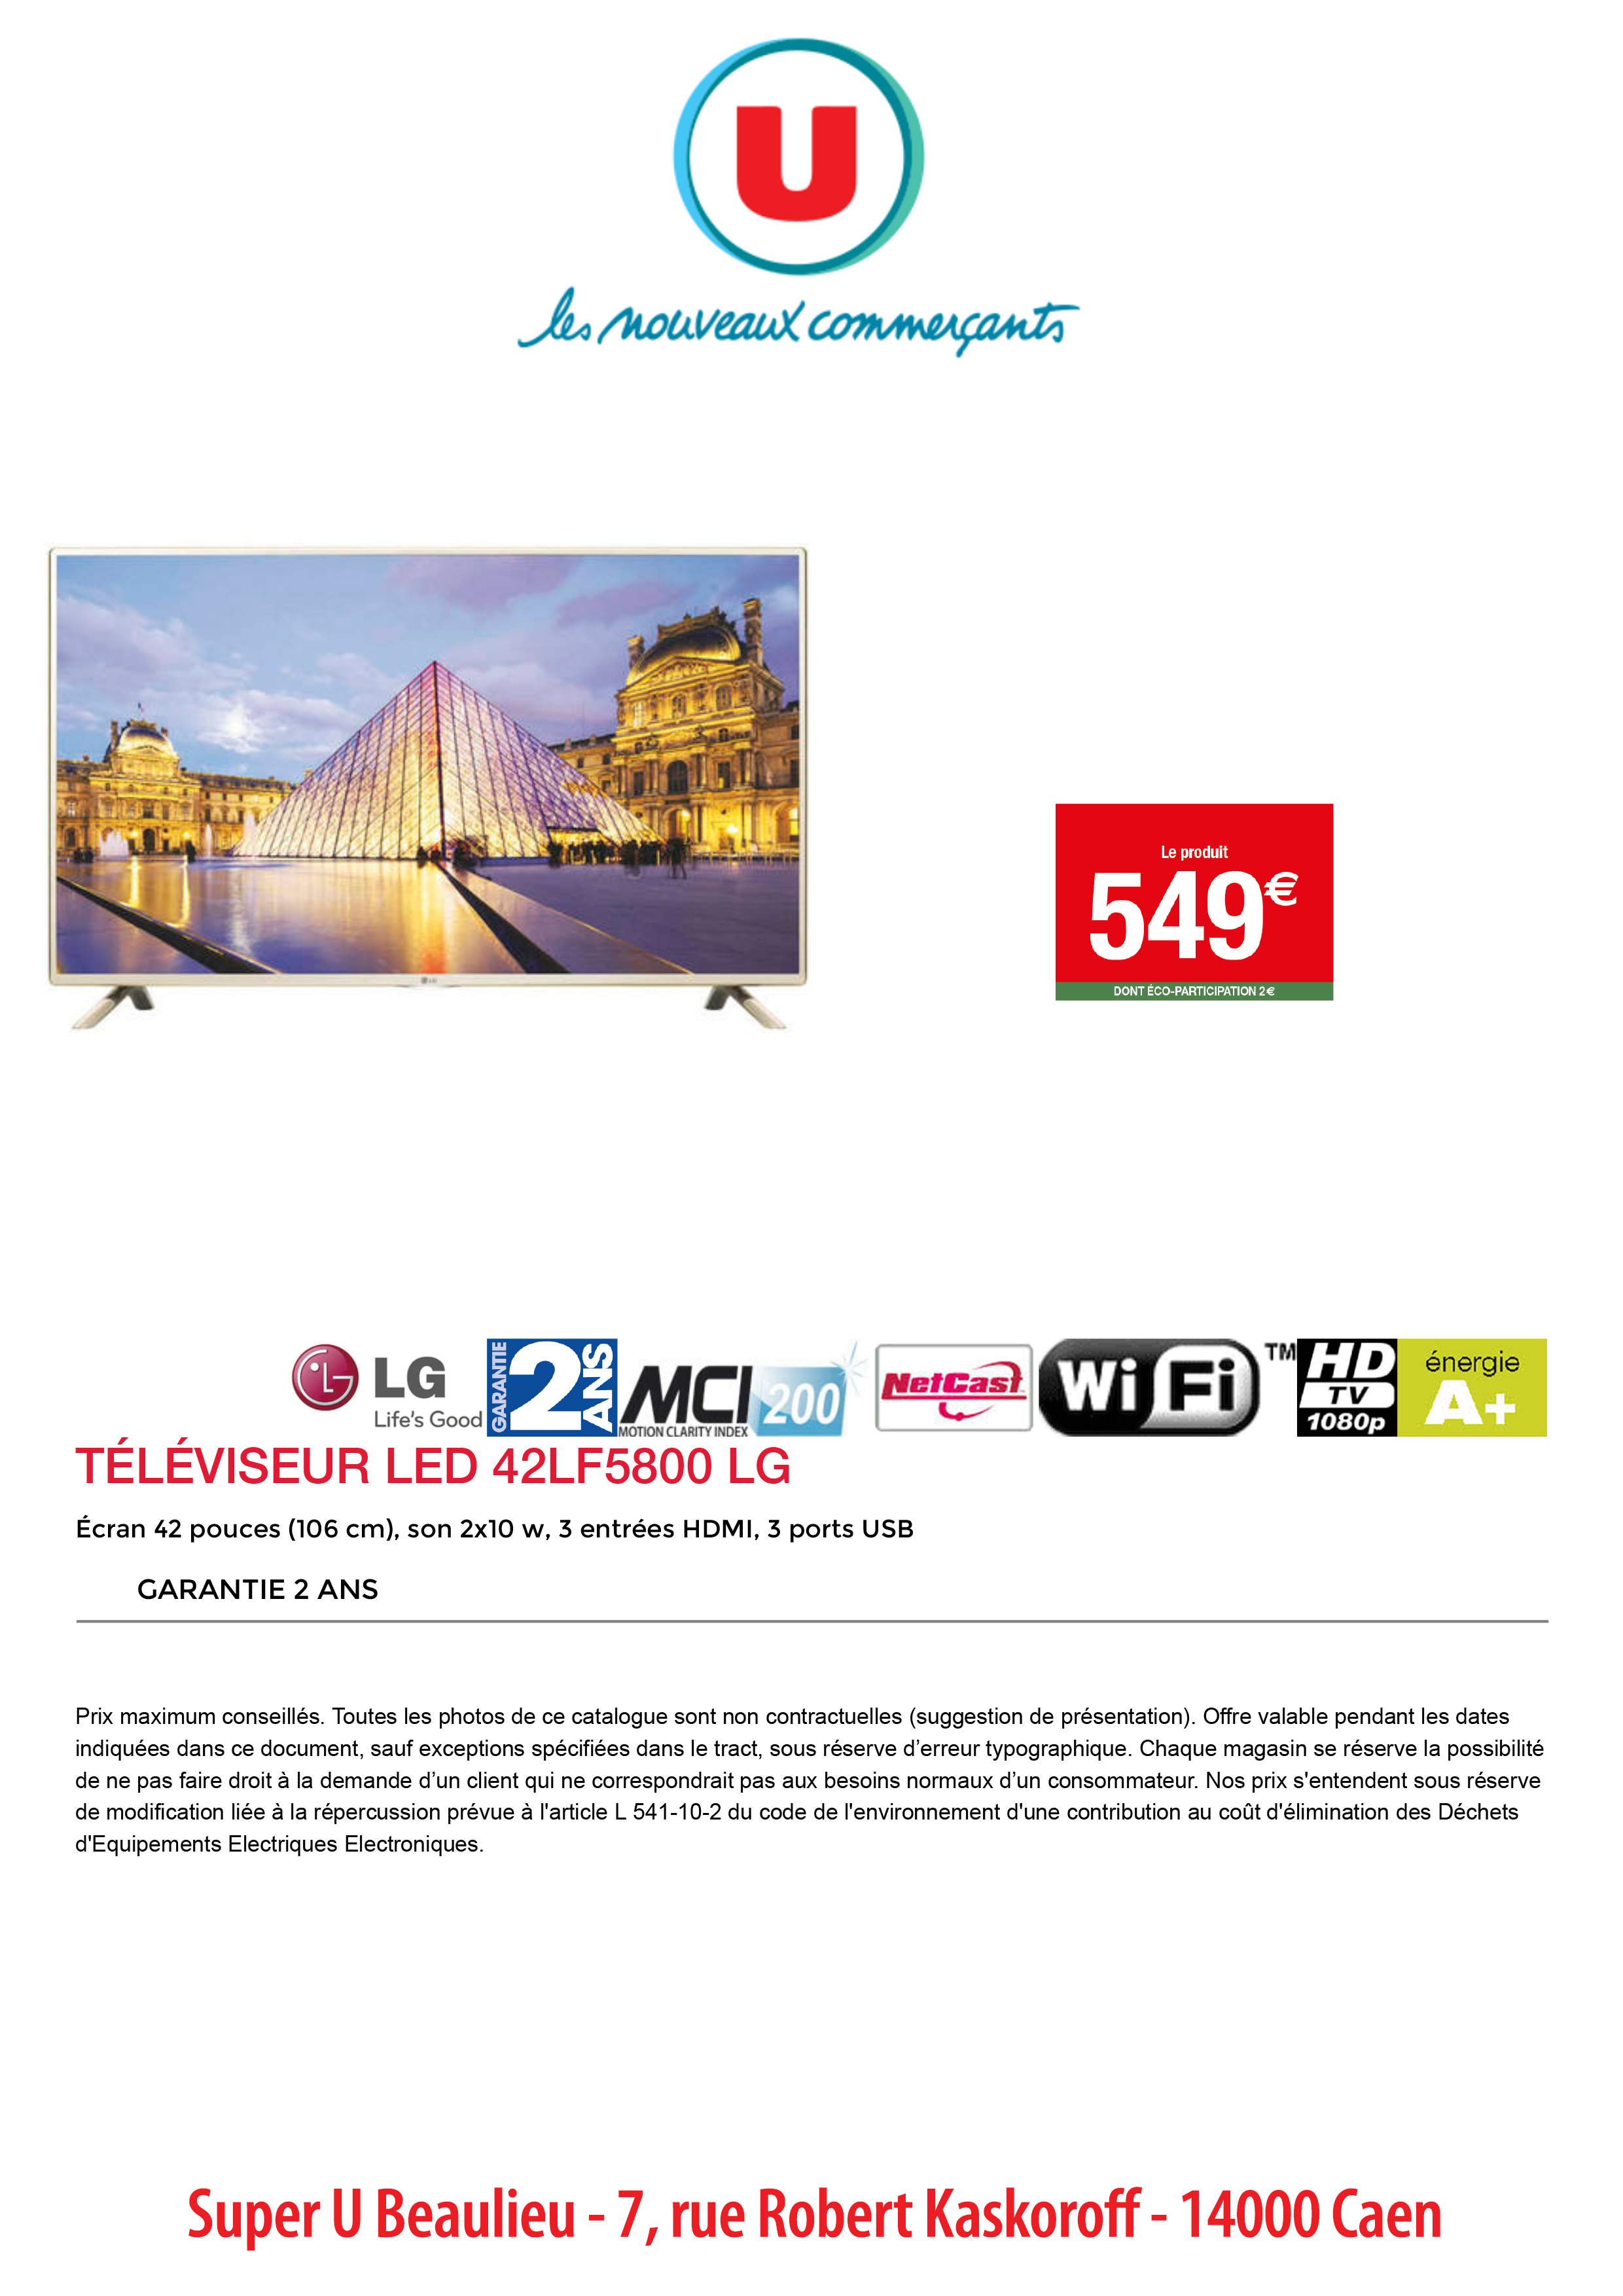 U
les nouveaux commerçants
LG
Le produit
549€
DONT ÉCO-PARTICIPATION 2€
LG
Life's Good
GARANTIE 2 ANS
MCI 200
MOTION CLARITY INDEX
NetCast
Wi Fi TM
HD
TV
1080p
énergie
A+
TÉLÉVISEUR LED 42LF5800 LG
Écran 42 pouces (106 cm), son 2x10 w, 3 entrées HDMI, 3 ports USB
GARANTIE 2 ANS
Prix maximum conseillés. Toutes les photos de ce catalogue sont non contractuelles (suggestion de présentation). Offre valable pendant les dates
indiquées dans ce document, sauf exceptions spécifiées dans le tract, sous réserve d’erreur typographique. Chaque magasin se réserve la possibilité
de ne pas faire droit à la demande d’un client qui ne correspondrait pas aux besoins normaux d’un consommateur. Nos prix s'entendent sous réserve
de modification liée à la répercussion prévue à l'article L 541-10-2 du code de l'environnement d'une contribution au coût d'élimination des Déchets
d'Equipements Electriques Electroniques.
Super U Beaulieu - 7, rue Robert Kaskoroff - 14000 Caen